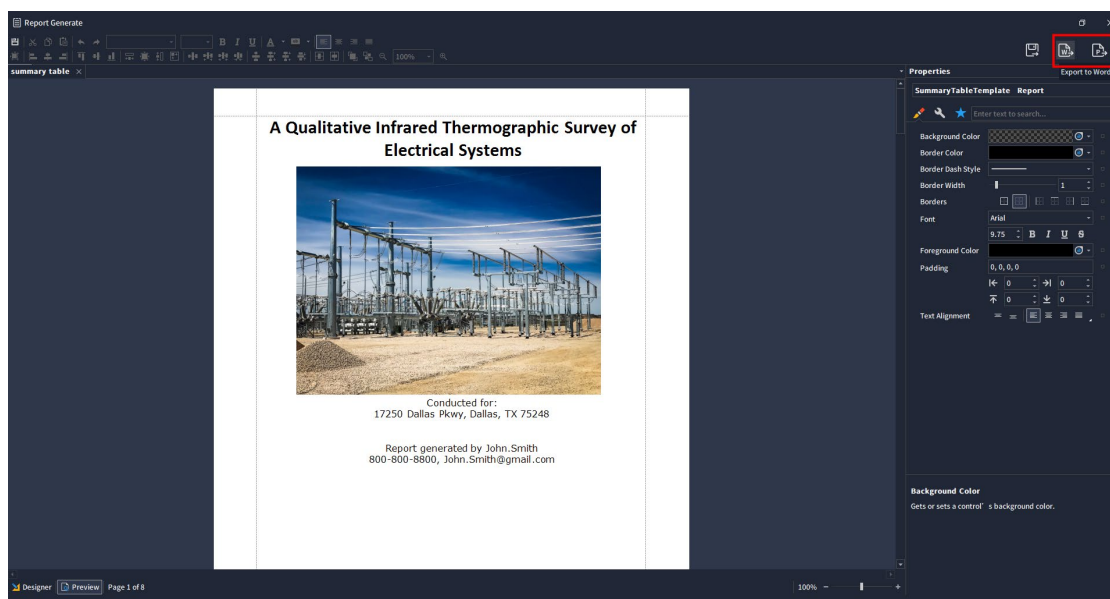 Report Generate
B I U A
100%
summary table
Properties
Export to Word
SummaryTableTemplate Report
Enter text to search...
A Qualitative Infrared Thermographic Survey of
Electrical Systems
Conducted for:
17250 Dallas Pkwy, Dallas, TX 75248
Report generated by John.Smith
800-800-8800, John.Smith@gmail.com
Background Color
Border Color
Border Dash Style
Border Width 1
Borders
Font Arial
9.75 B I U S
Foreground Color
Padding 0, 0, 0, 0
0 0
0 0
Text Alignment
Background Color
Gets or sets a control's background color.
Designer Preview Page 1 of 8
100% - +